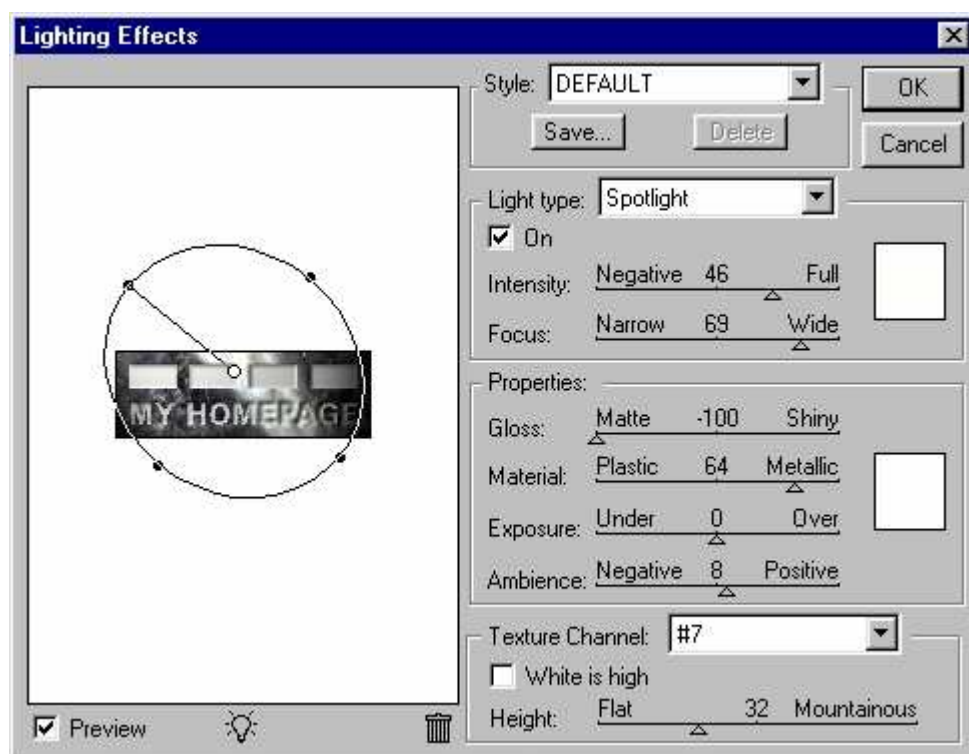 Lighting Effects
Style: DEFAULT
OK
Save... Delete
Cancel
Light type: Spotlight
On
Intensity: Negative 46 Full
Focus: Narrow 69 Wide
MY HOMEPAGE
Properties:
Gloss: Matte -100 Shiny
Material: Plastic 64 Metallic
Exposure: Under 0 Over
Ambience: Negative 8 Positive
Texture Channel: #7
White is high
Height: Flat 32 Mountainous
Preview